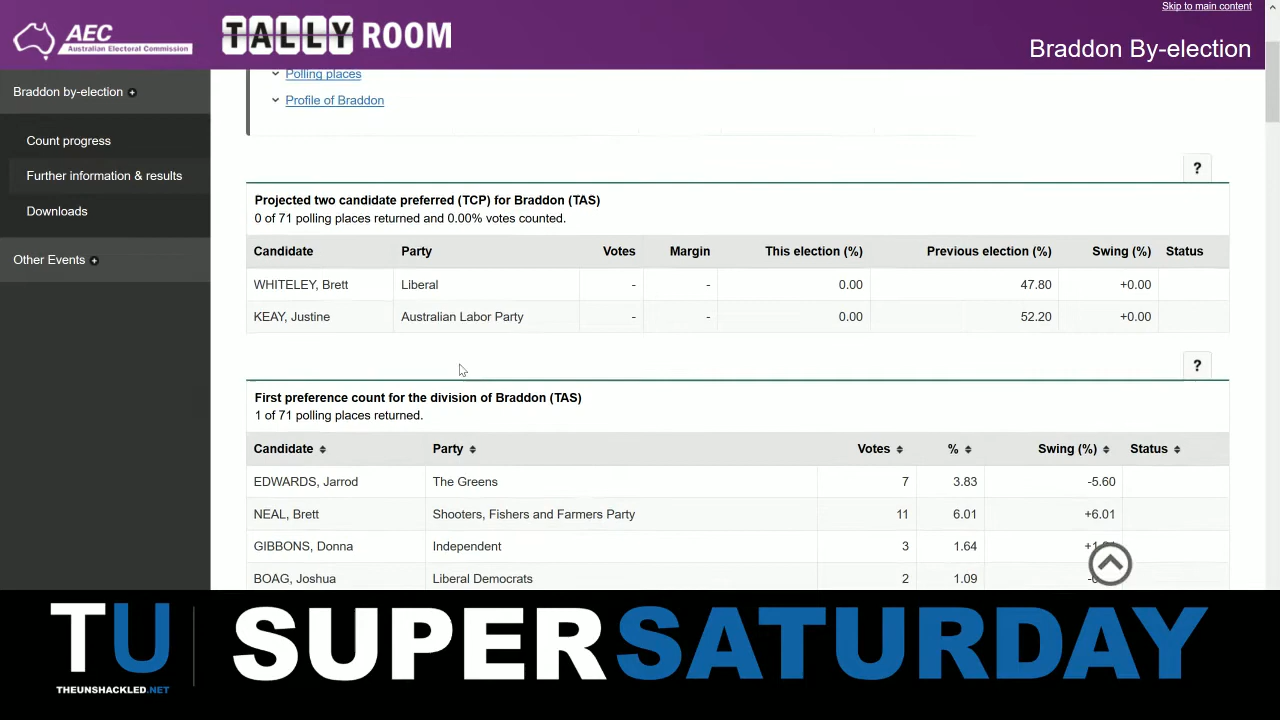 Skip to main content
AEC
Australian Electoral Commission
TALLY ROOM
Braddon By-election
Braddon by-election
Count progress
Further information & results
Downloads
Other Events
Polling places
Profile of Braddon
?
Projected two candidate preferred (TCP) for Braddon (TAS)
0 of 71 polling places returned and 0.00% votes counted.
Candidate Party Votes Margin This election (%) Previous election (%) Swing (%) Status
WHITELEY, Brett Liberal - - 0.00 47.80 +0.00
KEAY, Justine Australian Labor Party - - 0.00 52.20 +0.00
?
First preference count for the division of Braddon (TAS)
1 of 71 polling places returned.
Candidate Party Votes % Swing (%) Status
EDWARDS, Jarrod The Greens 7 3.83 -5.60
NEAL, Brett Shooters, Fishers and Farmers Party 11 6.01 +6.01
GIBBONS, Donna Independent 3 1.64
BOAG, Joshua Liberal Democrats 2 1.09
TU SUPERSATURDAY
THEUNSHACKLED.NET